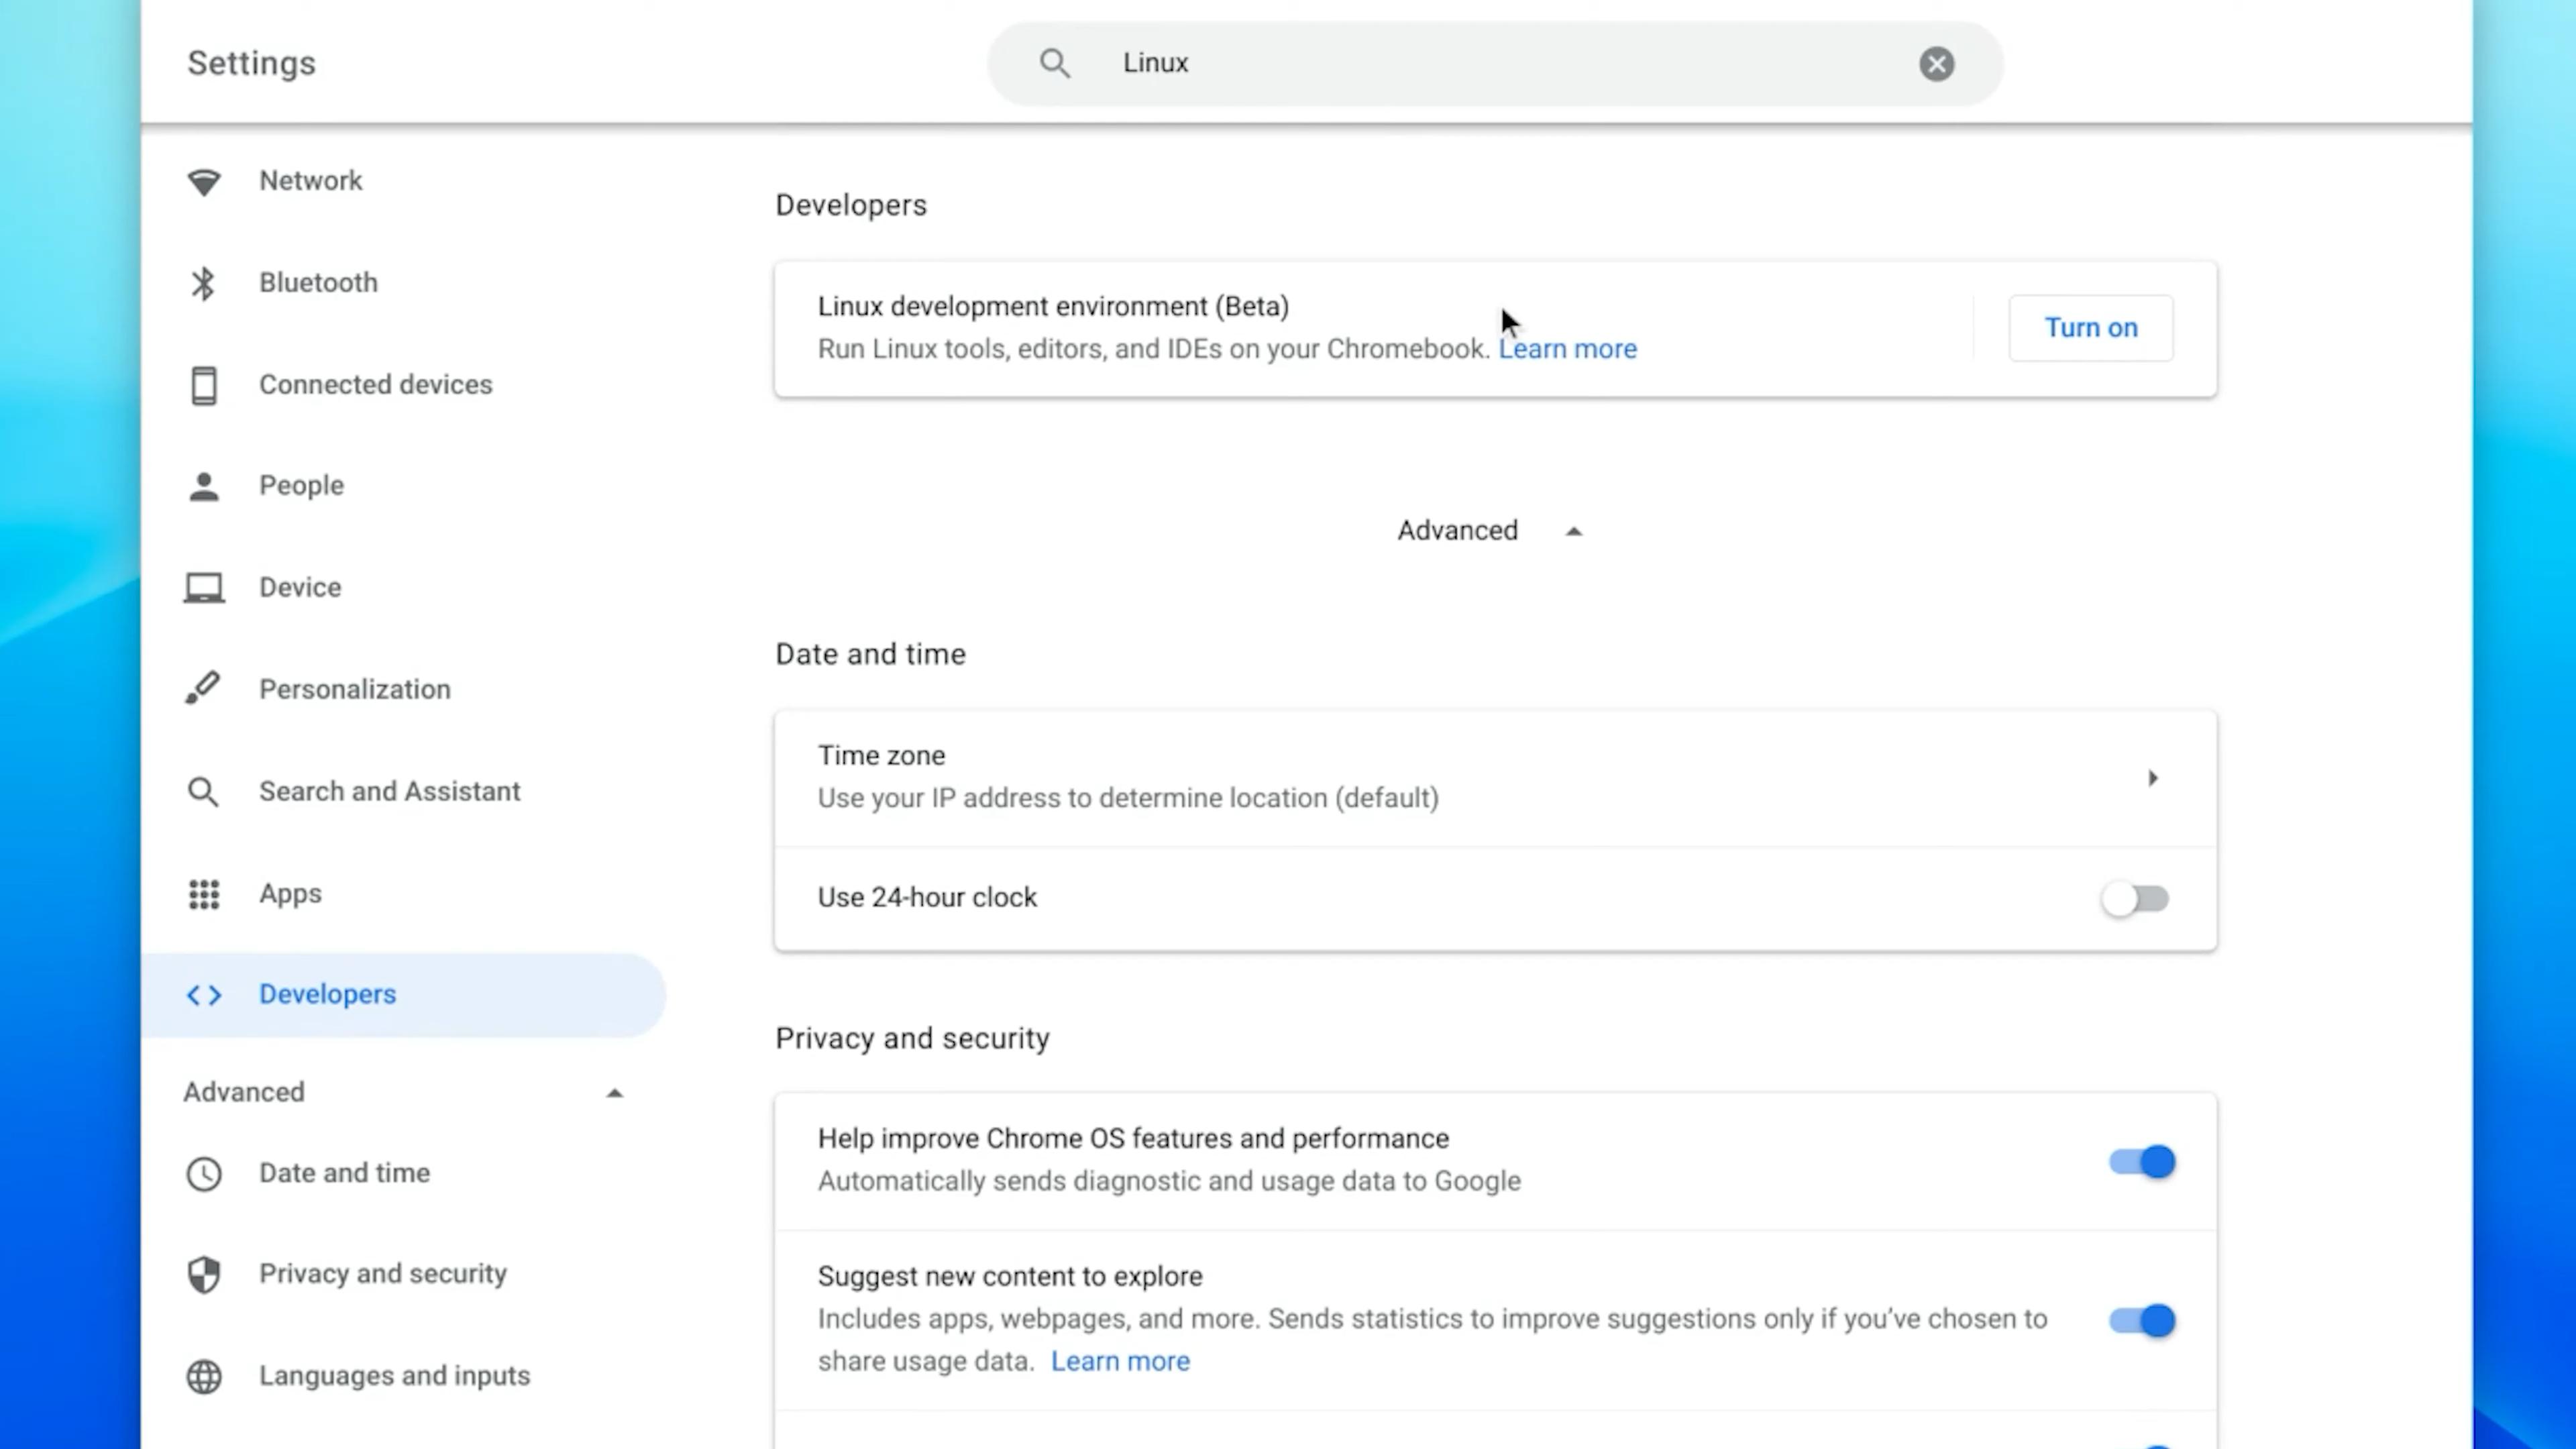 Settings
Linux
Network
Bluetooth
Connected devices
People
Device
Personalization
Search and Assistant
Apps
Developers
Advanced
Date and time
Privacy and security
Languages and inputs
Developers
Linux development environment (Beta)
Run Linux tools, editors, and IDEs on your Chromebook. Learn more
Turn on
Advanced
Date and time
Time zone
Use your IP address to determine location (default)
Use 24-hour clock
Privacy and security
Help improve Chrome OS features and performance
Automatically sends diagnostic and usage data to Google
Suggest new content to explore
Includes apps, webpages, and more. Sends statistics to improve suggestions only if you’ve chosen to
share usage data. Learn more